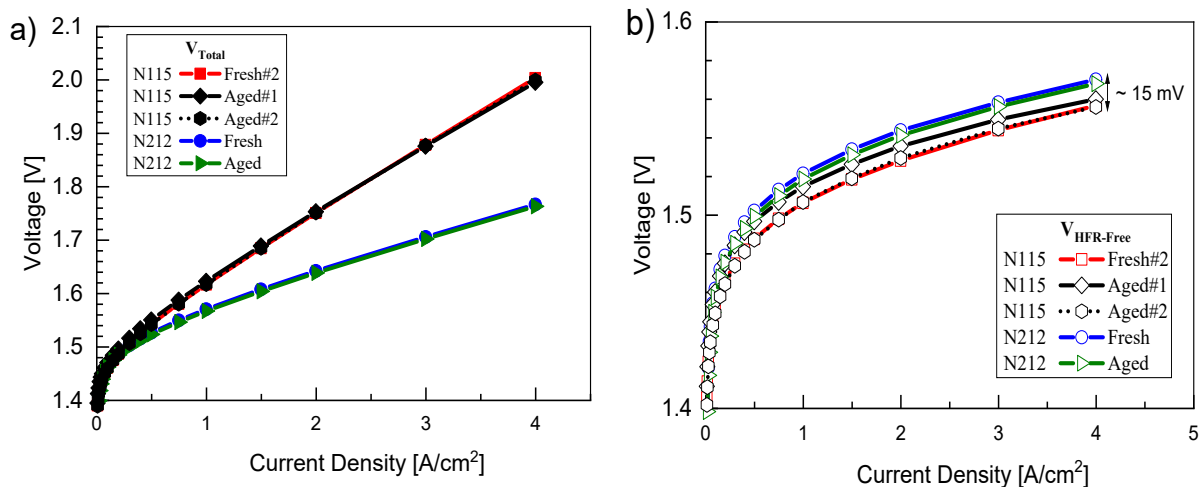 a)
Voltage [V]
2.1
2.0
1.9
1.8
1.7
1.6
1.5
1.4
V_Total
N115 Fresh#2
N115 Aged#1
N115 Aged#2
N212 Fresh
N212 Aged
0 1 2 3 4
Current Density [A/cm²]
b)
Voltage [V]
1.6
1.5
1.4
~ 15 mV
V_HFR-Free
N115 Fresh#2
N115 Aged#1
N115 Aged#2
N212 Fresh
N212 Aged
0 1 2 3 4 5
Current Density [A/cm²]